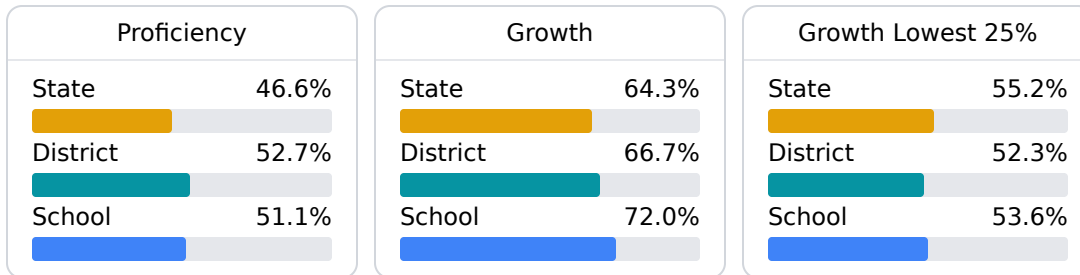 Proficiency
State 46.6%
District 52.7%
School 51.1%
Growth
State 64.3%
District 66.7%
School 72.0%
Growth Lowest 25%
State 55.2%
District 52.3%
School 53.6%